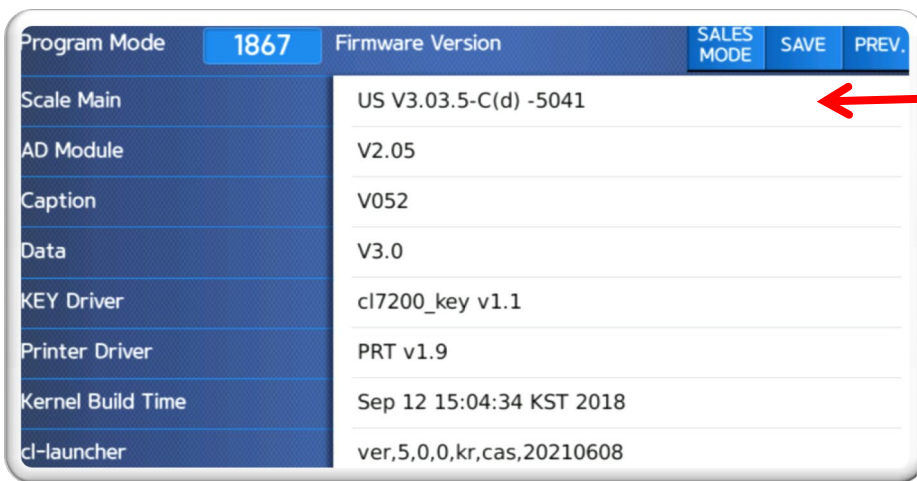 Program Mode 1867 Firmware Version SALES MODE SAVE PREV.
Scale Main US V3.03.5-C(d) -5041
AD Module V2.05
Caption V052
Data V3.0
KEY Driver cl7200_key v1.1
Printer Driver PRT v1.9
Kernel Build Time Sep 12 15:04:34 KST 2018
cl-launcher ver,5,0,0,kr,cas,20210608